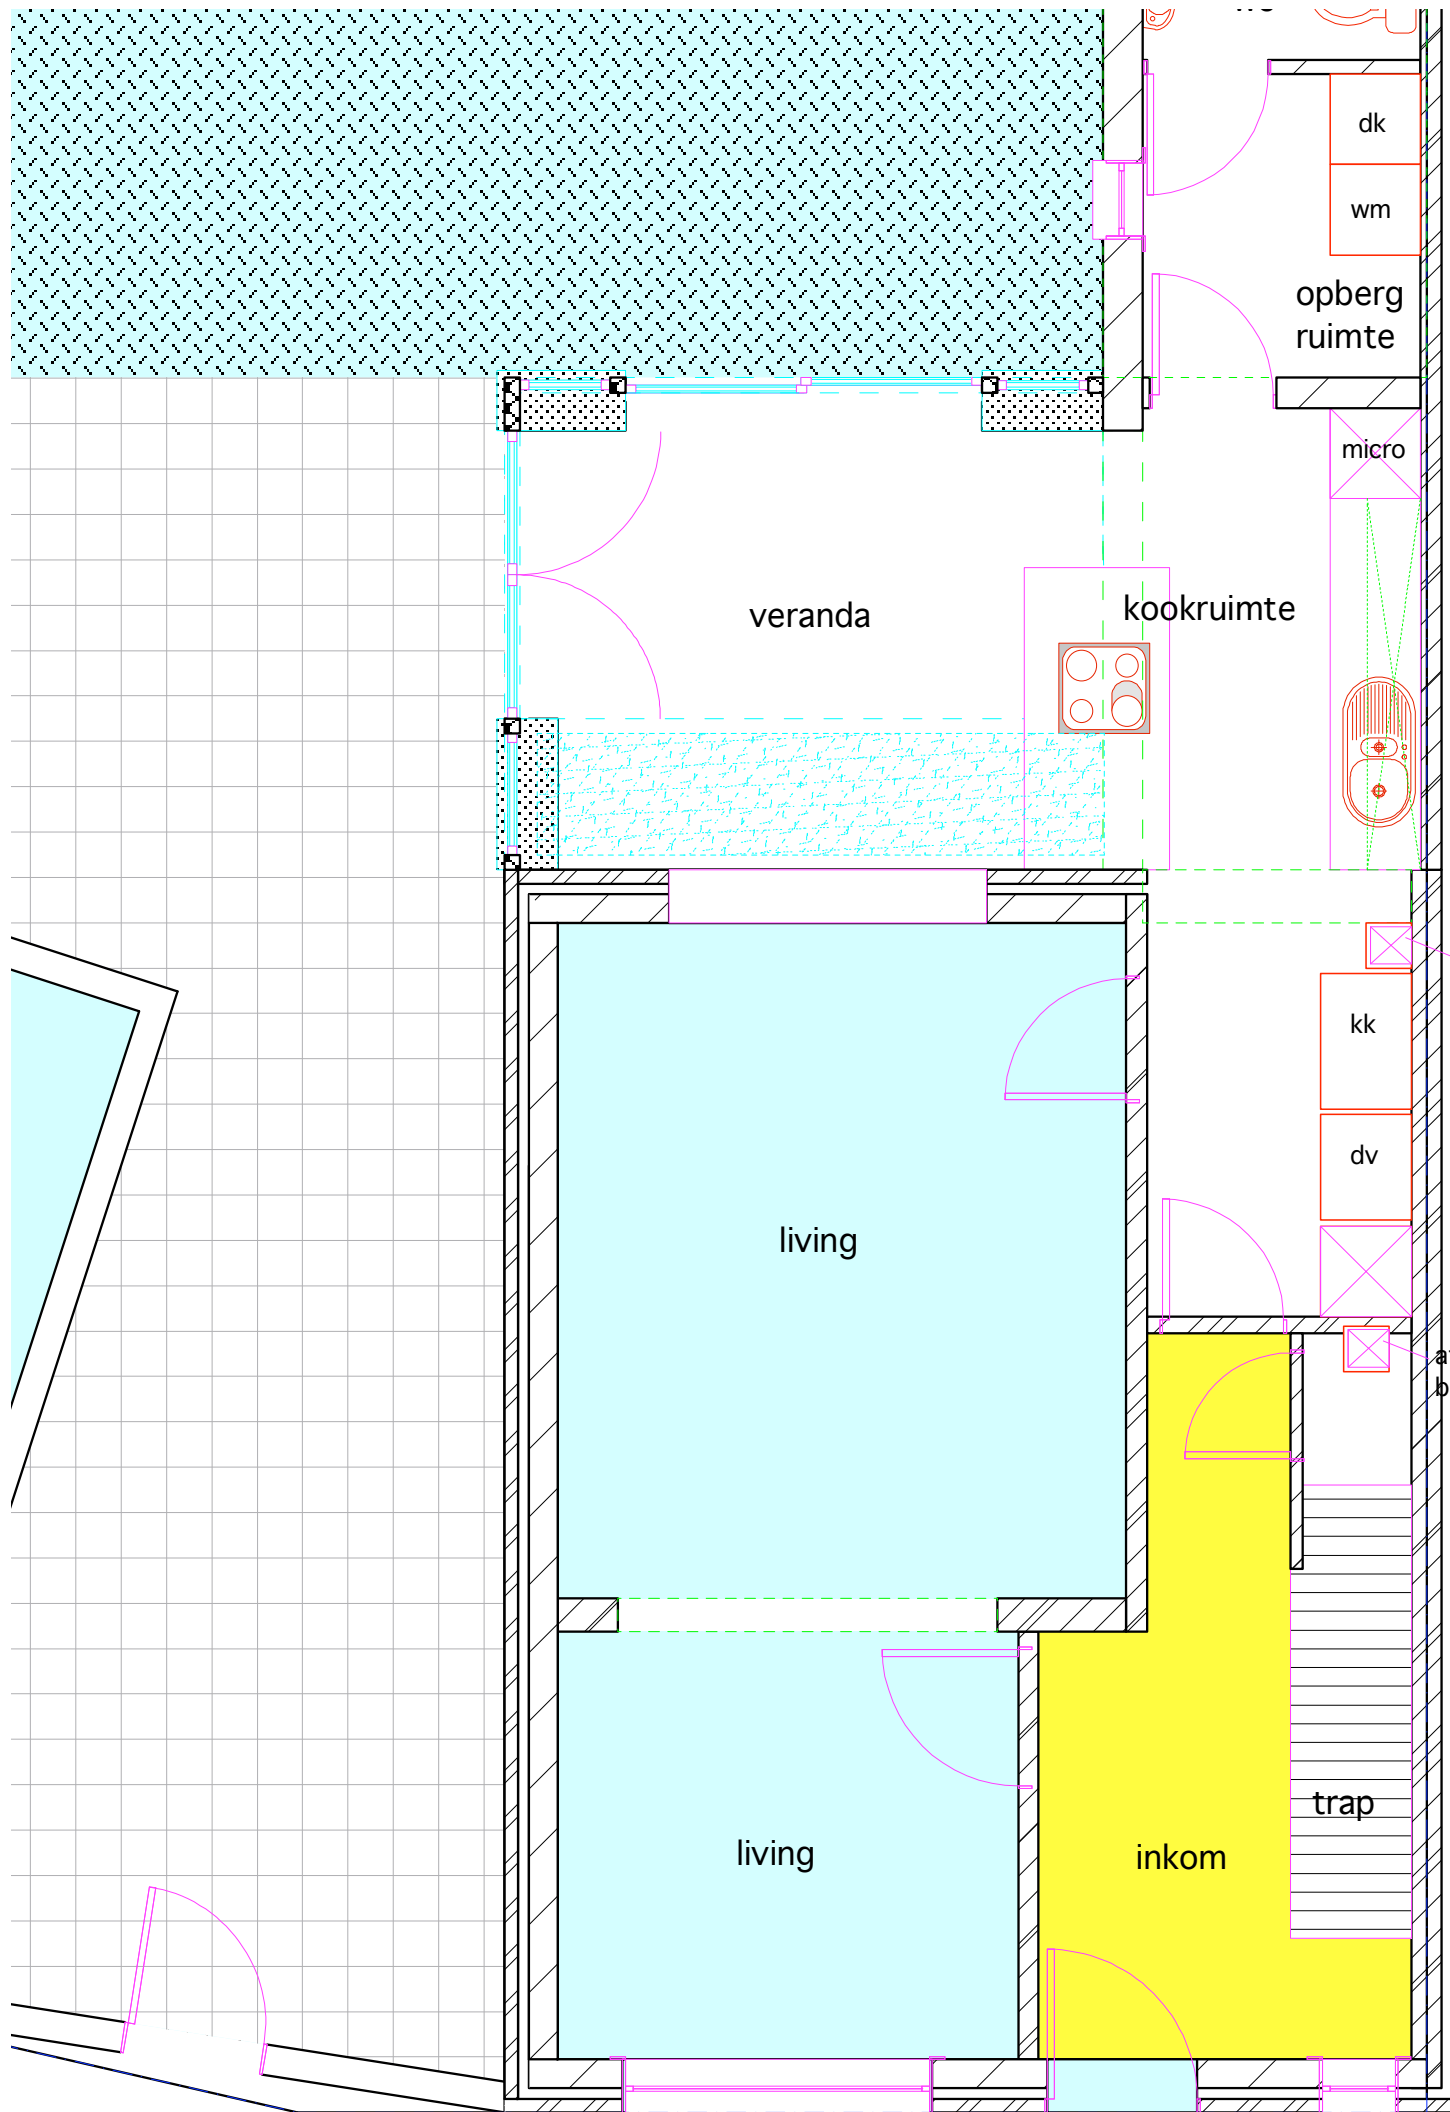 dk
wm
opberg
ruimte
micro
kookruimte
veranda
kk
dv
living
trap
living
inkom